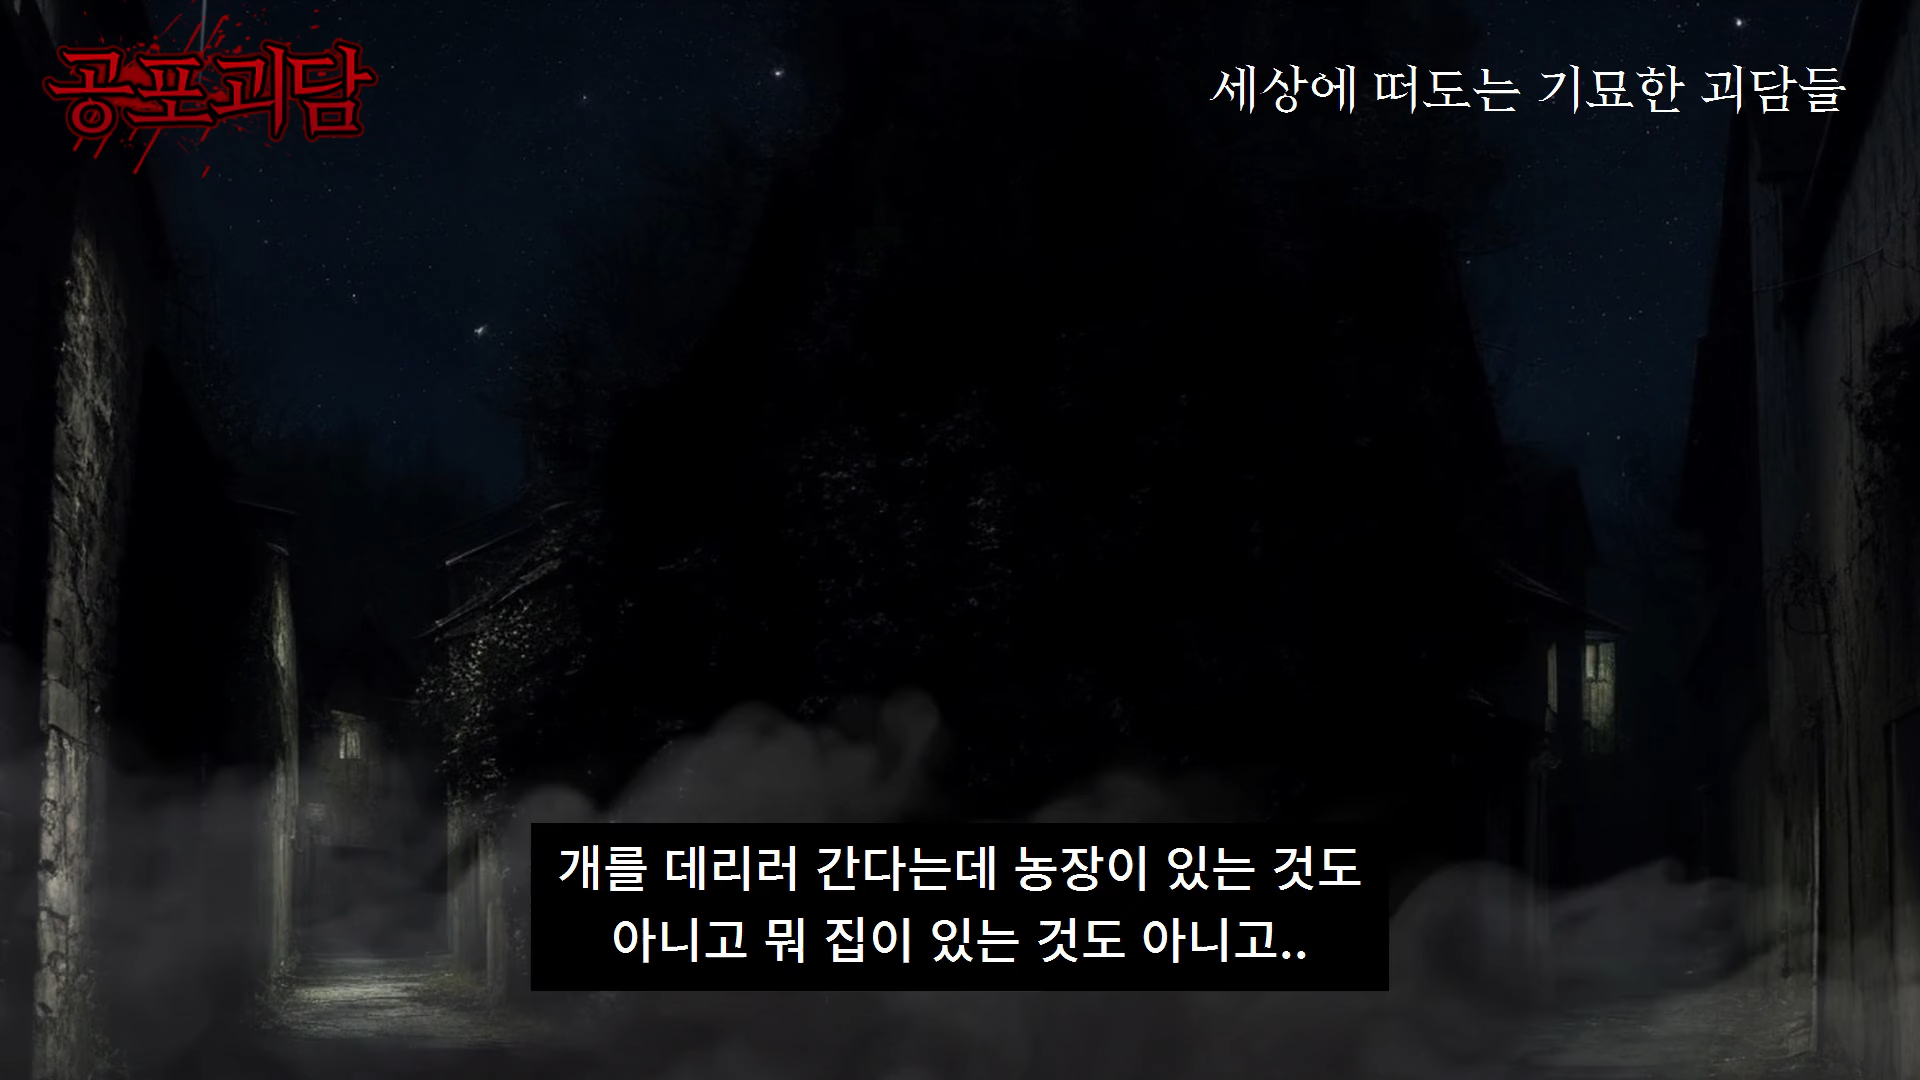 공포괴담
세상에 떠도는 기묘한 괴담들
개를 데리러 간다는데 농장이 있는 것도
아니고 뭐 집이 있는 것도 아니고..